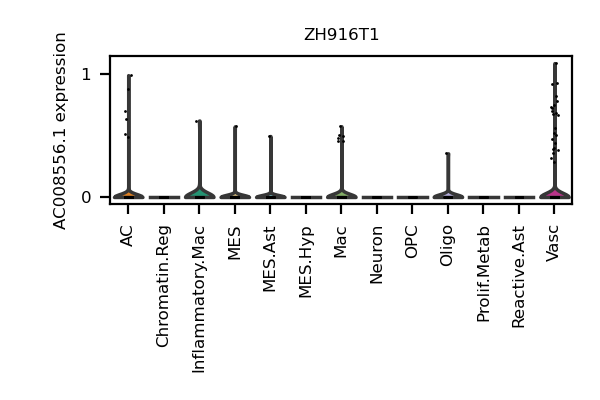 ZH916T1
AC008556.1 expression
1
0
AC
Chromatin.Reg
Inflammatory.Mac
MES
MES.Ast
MES.Hyp
Mac
Neuron
OPC
Oligo
Prolif.Metab
Reactive.Ast
Vasc